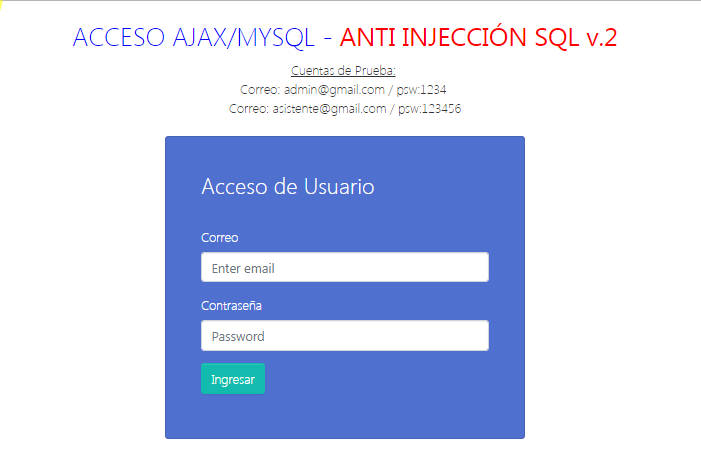 ACCESO AJAX/MYSQL - ANTI INJECCIÓN SQL v.2
Cuentas de Prueba:
Correo: admin@gmail.com / psw:1234
Correo: asistente@gmail.com / psw:123456
Acceso de Usuario
Correo
Enter email
Contraseña
Password
Ingresar